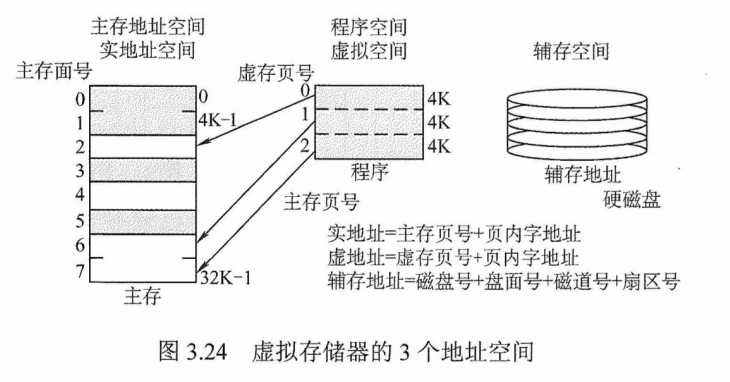 主存地址空间
实地址空间
主存面号
0
1
2
3
4
5
6
7
0
4K-1
32K-1
主存
程序空间
虚拟空间
虚存页号
0
1
2
4K
4K
4K
程序
主存页号
辅存空间
辅存地址
硬磁盘
实地址=主存页号+页内字地址
虚地址=虚存页号+页内字地址
辅存地址=磁盘号+盘面号+磁道号+扇区号
图 3.24 虚拟存储器的 3 个地址空间